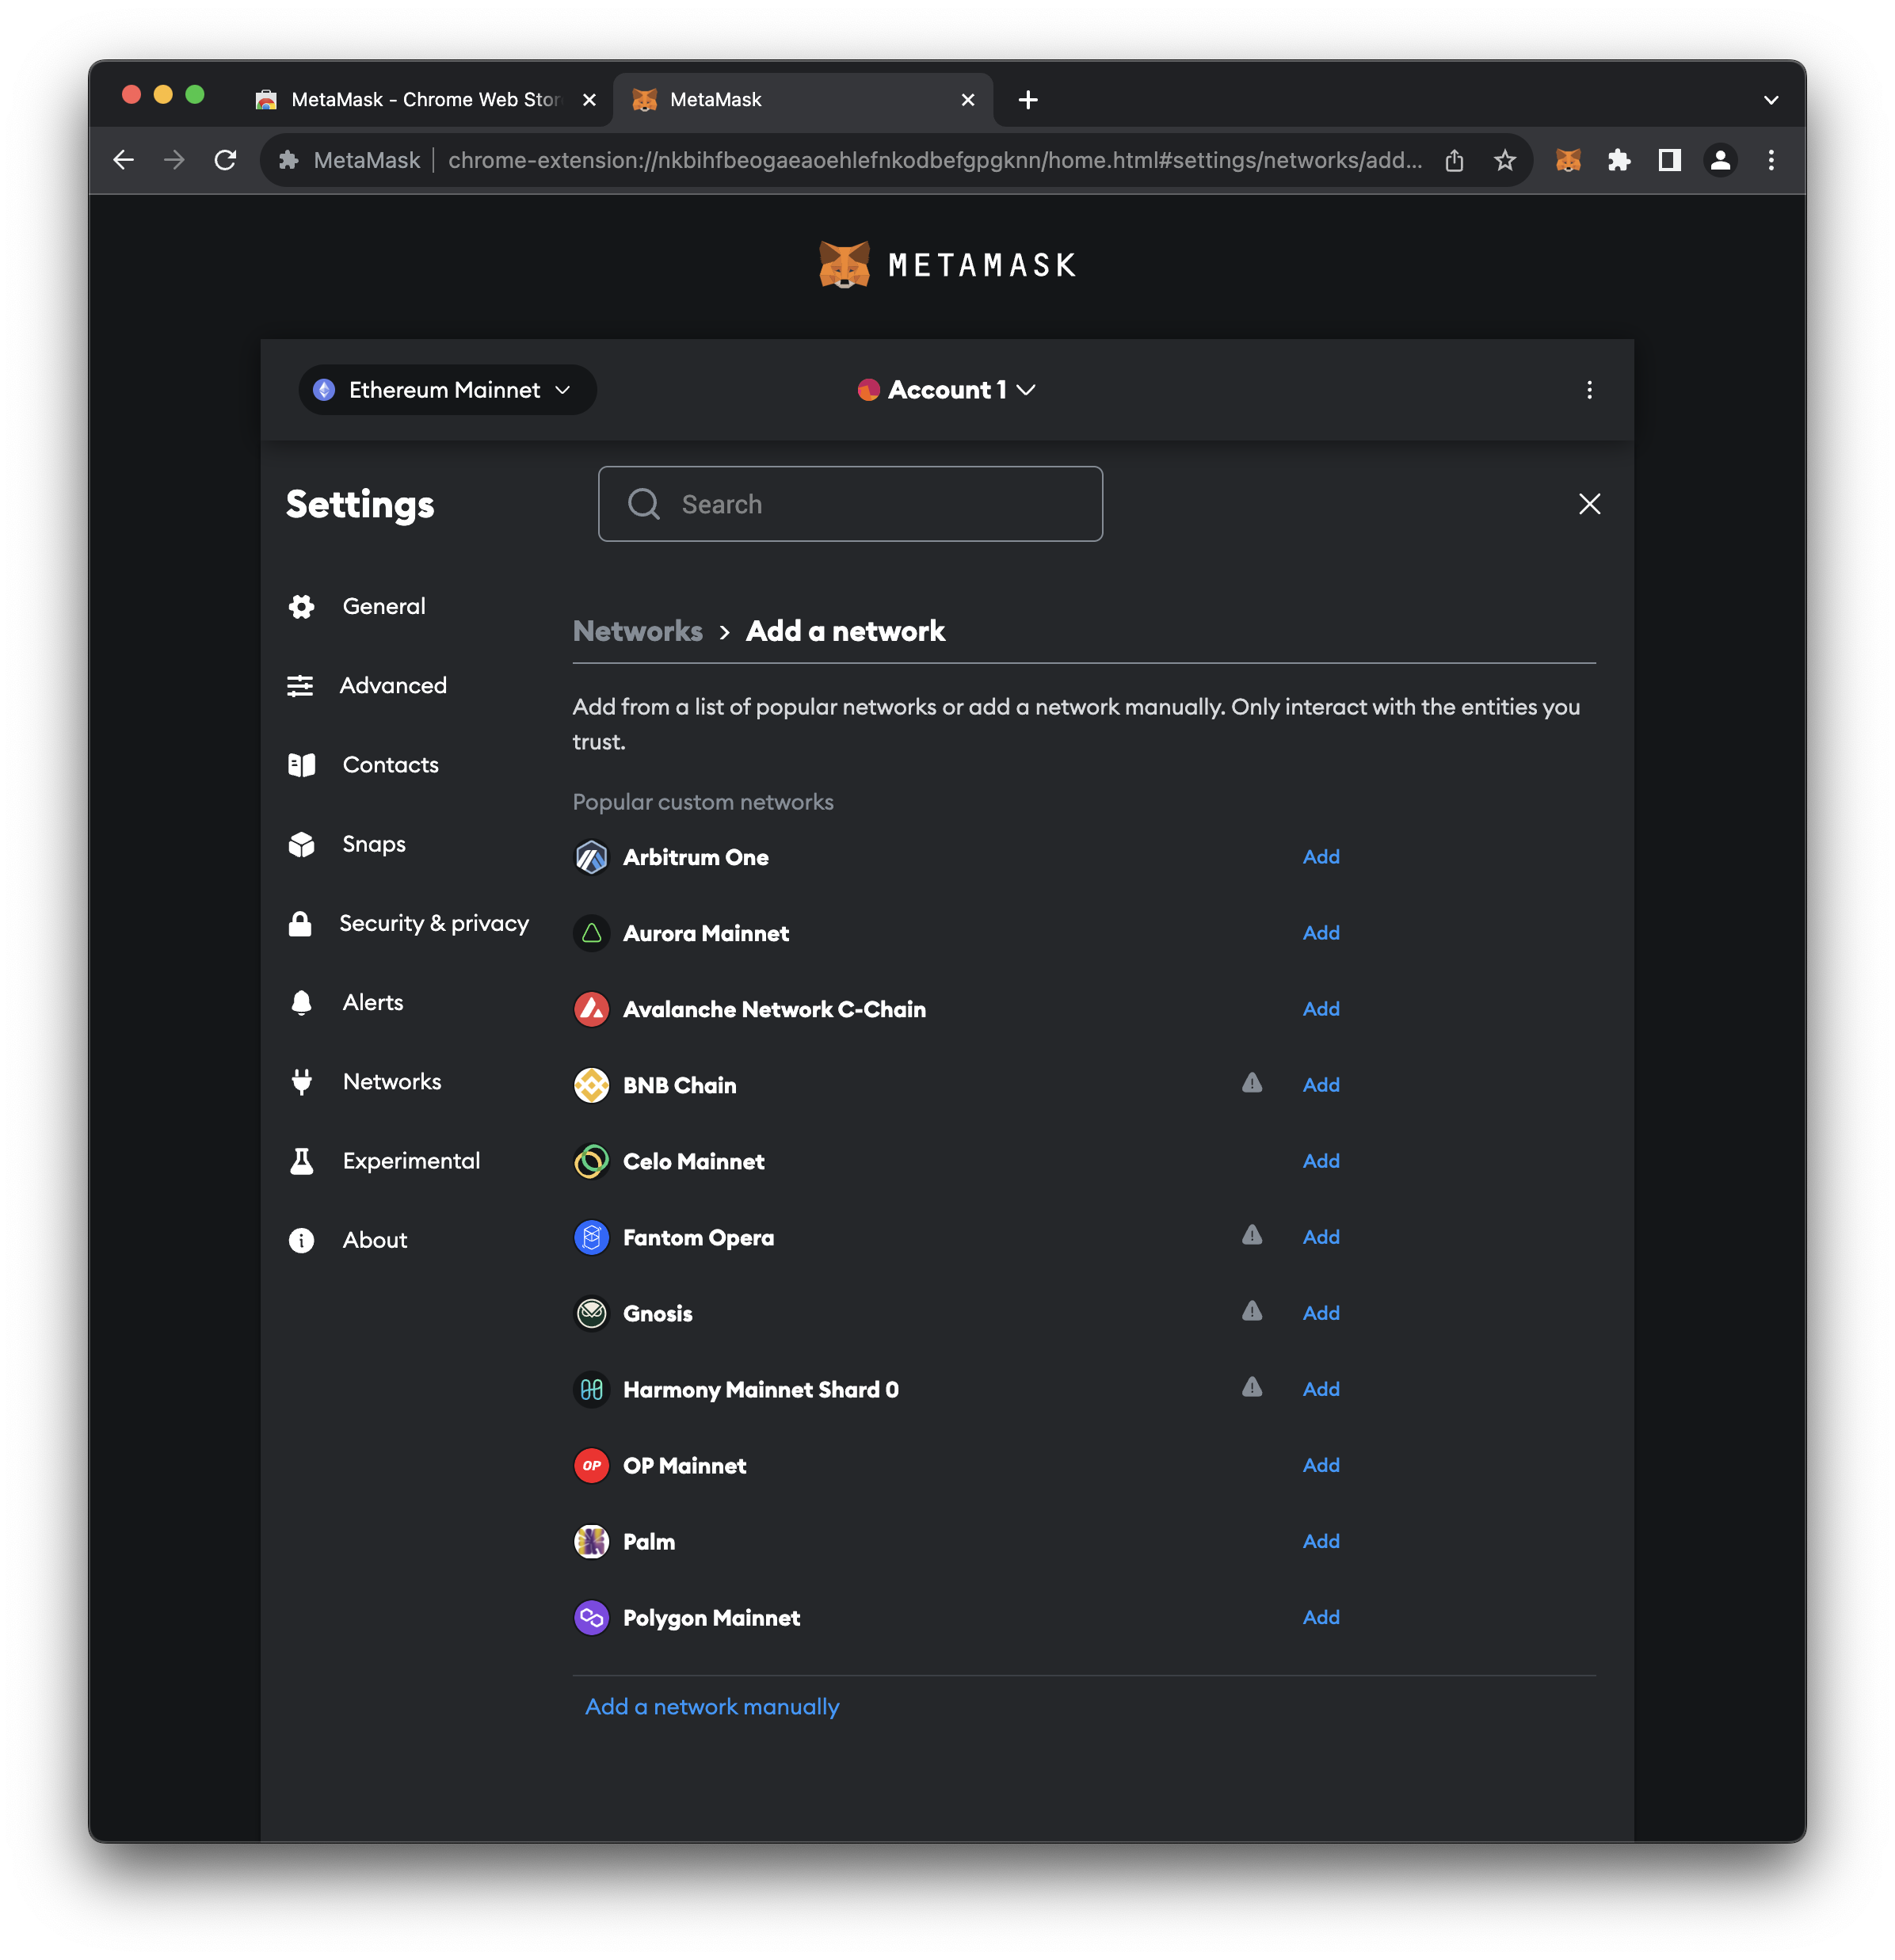 MetaMask - Chrome Web Stor
MetaMask
MetaMask
chrome-extension://nkbihfbeogaeaoehlefnkodbefgpgknn/home.html#settings/networks/add...
METAMASK
Ethereum Mainnet
Account 1
Settings
Search
General
Advanced
Contacts
Snaps
Security & privacy
Alerts
Networks
Experimental
About
Networks > Add a network
Add from a list of popular networks or add a network manually. Only interact with the entities you
trust.
Popular custom networks
Arbitrum One Add
Aurora Mainnet Add
Avalanche Network C-Chain Add
BNB Chain Add
Celo Mainnet Add
Fantom Opera Add
Gnosis Add
Harmony Mainnet Shard 0 Add
OP OP Mainnet Add
Palm Add
Polygon Mainnet Add
Add a network manually